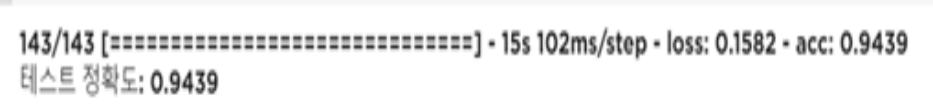 143/143 [==============================] - 15s 102ms/step - loss: 0.1582 - acc: 0.9439
테스트 정확도: 0.9439